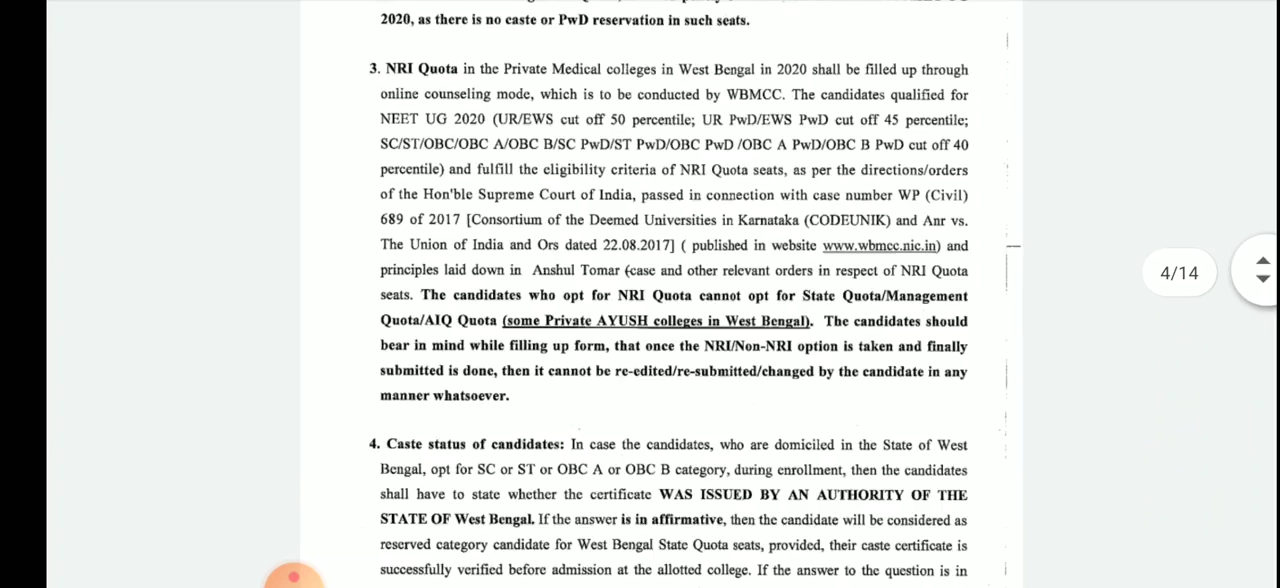 2020, as there is no caste or PwD reservation in such seats.
3. NRI Quota in the Private Medical colleges in West Bengal in 2020 shall be filled up through
online counseling mode, which is to be conducted by WBMCC. The candidates qualified for
NEET UG 2020 (UR/EWS cut off 50 percentile; UR PwD/EWS PwD cut off 45 percentile;
SC/ST/OBC/OBC A/OBC B/SC PwD/ST PwD/OBC PwD /OBC A PwD/OBC B PwD cut off 40
percentile) and fulfill the eligibility criteria of NRI Quota seats, as per the directions/orders
of the Hon'ble Supreme Court of India, passed in connection with case number WP (Civil)
689 of 2017 [Consortium of the Deemed Universities in Karnataka (CODEUNIK) and Anr vs.
The Union of India and Ors dated 22.08.2017] ( published in website www.wbmcc.nic.in) and
principles laid down in Anshul Tomar (case and other relevant orders in respect of NRI Quota
seats. The candidates who opt for NRI Quota cannot opt for State Quota/Management
Quota/AIQ Quota (some Private AYUSH colleges in West Bengal). The candidates should
bear in mind while filling up form, that once the NRI/Non-NRI option is taken and finally
submitted is done, then it cannot be re-edited/re-submitted/changed by the candidate in any
manner whatsoever.
4. Caste status of candidates: In case the candidates, who are domiciled in the State of West
Bengal, opt for SC or ST or OBC A or OBC B category, during enrollment, then the candidates
shall have to state whether the certificate WAS ISSUED BY AN AUTHORITY OF THE
STATE OF West Bengal. If the answer is in affirmative, then the candidate will be considered as
reserved category candidate for West Bengal State Quota seats, provided, their caste certificate is
successfully verified before admission at the allotted college. If the answer to the question is in
4/14